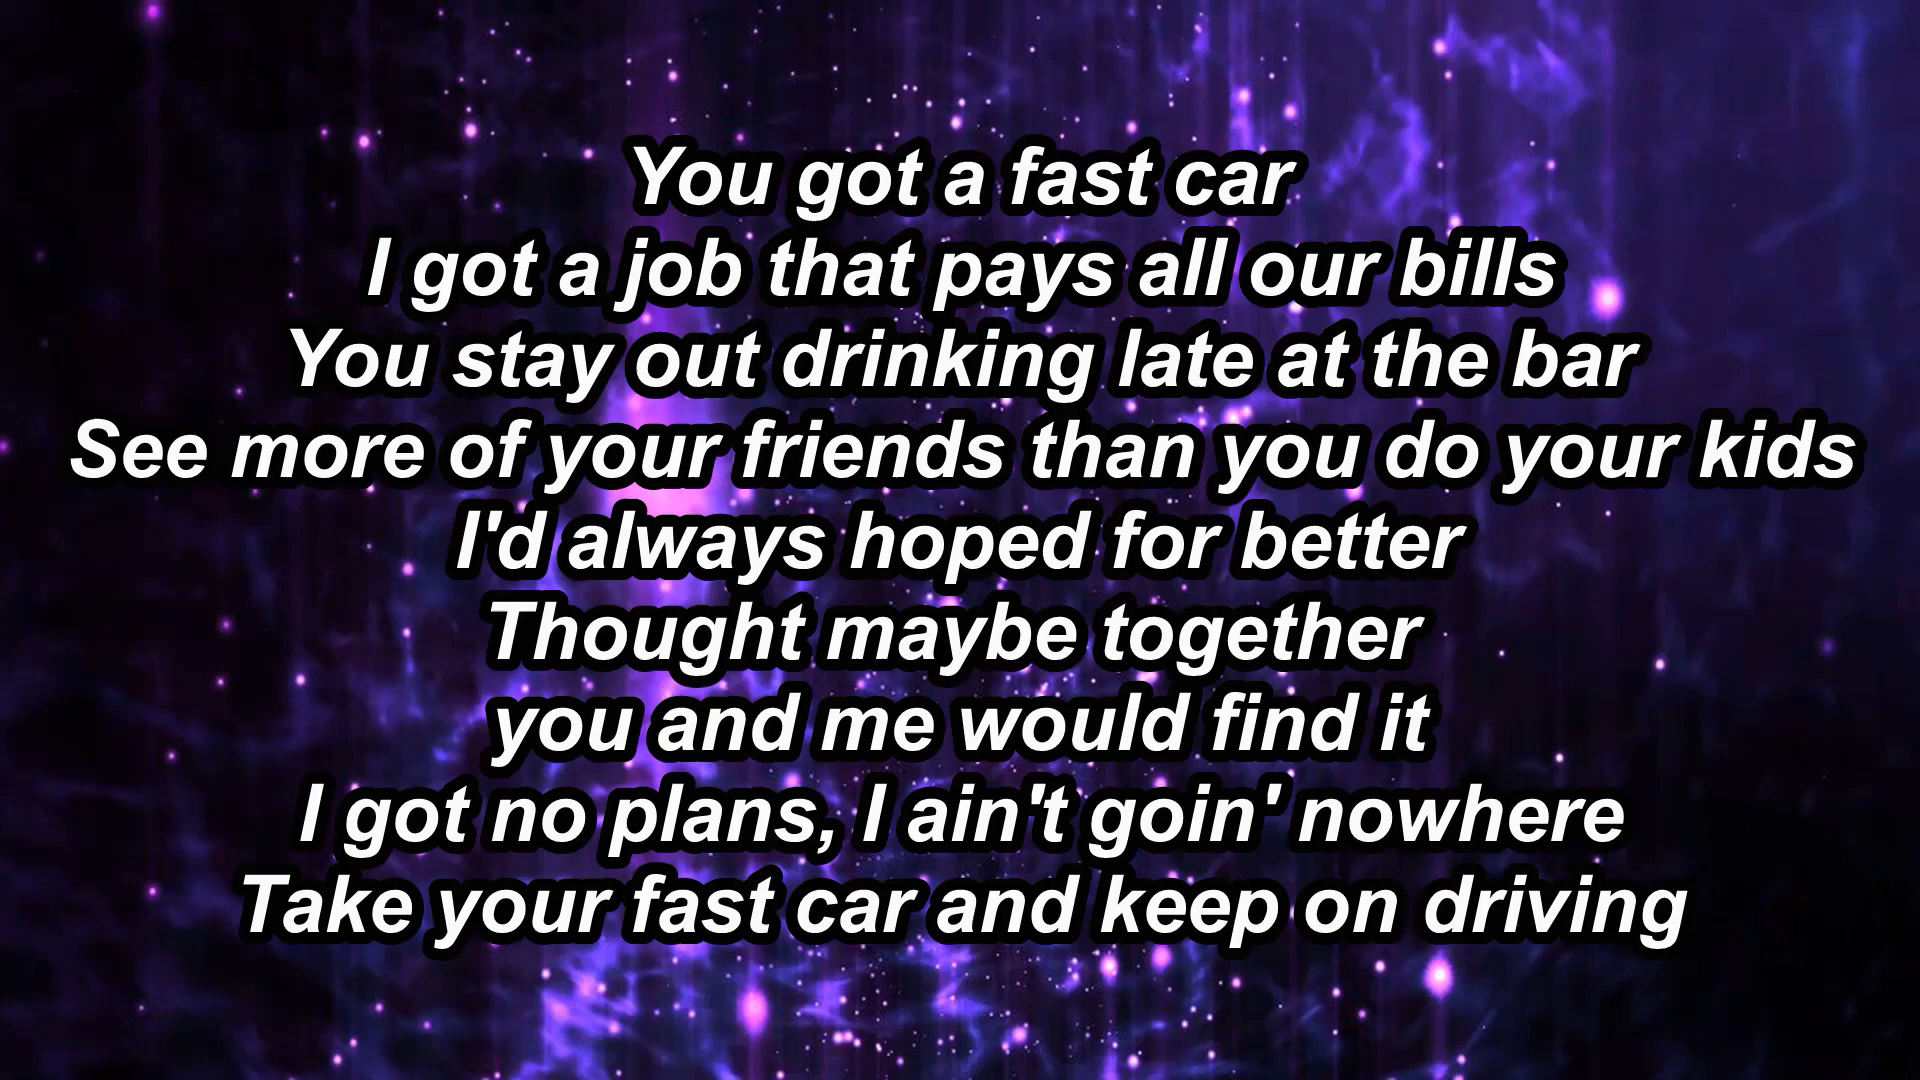 You got a fast car
I got a job that pays all our bills
You stay out drinking late at the bar
See more of your friends than you do your kids
I'd always hoped for better
Thought maybe together
you and me would find it
I got no plans, I ain't goin' nowhere
Take your fast car and keep on driving